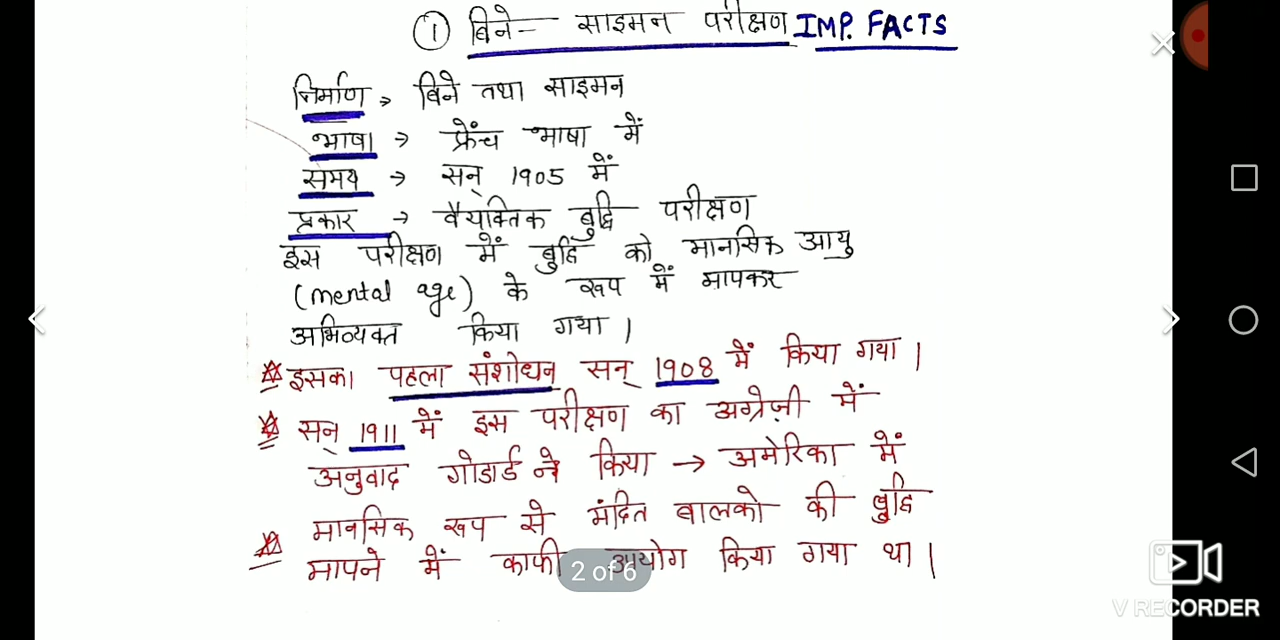 ① बिने- साइमन परीक्षण IMP. FACTS
निर्माण → बिने तथा साइमन
भाषा → फ्रेंच भाषा में
समय → सन् 1905 में
प्रकार → वैयक्तिक बुद्धि परीक्षण
इस परीक्षण में बुद्धि को मानसिक आयु
(mental age) के रूप में मापकर
अभिव्यक्त किया गया।
इसका पहला संशोधन सन् 1908 में किया गया।
सन् 1911 में इस परीक्षण का अंग्रेज़ी में
अनुवाद गोडार्ड ने किया → अमेरिका में
मानसिक रूप से मंदित बालको की बुद्धि
मापने में काफी उपयोग किया गया था।
2 of 6
V RECORDER